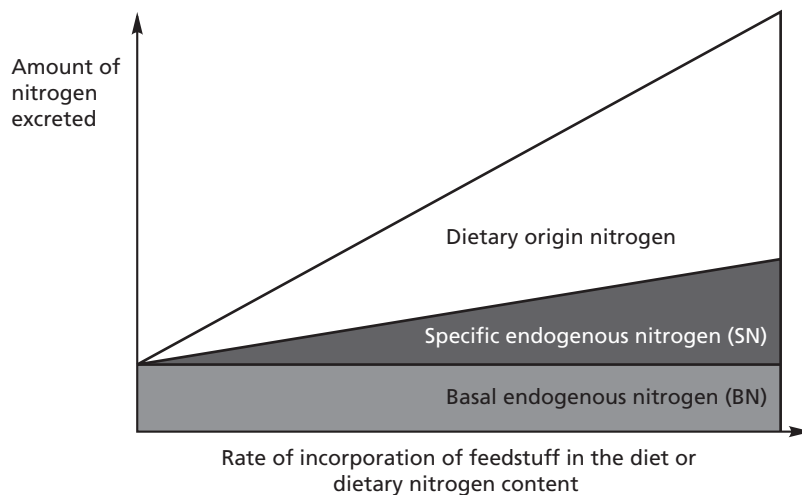 Amount of
nitrogen
excreted
Dietary origin nitrogen
Specific endogenous nitrogen (SN)
Basal endogenous nitrogen (BN)
Rate of incorporation of feedstuff in the diet or
dietary nitrogen content